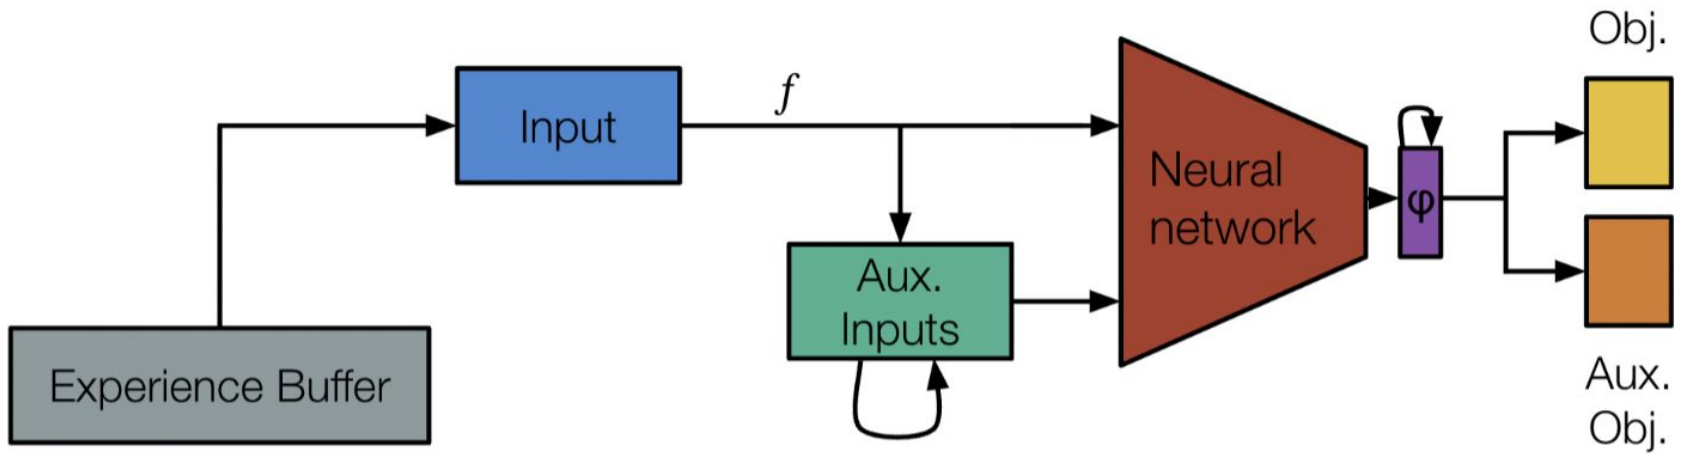 Obj.
f
Input
Neural
network
φ
Aux.
Inputs
Experience Buffer
Aux.
Obj.